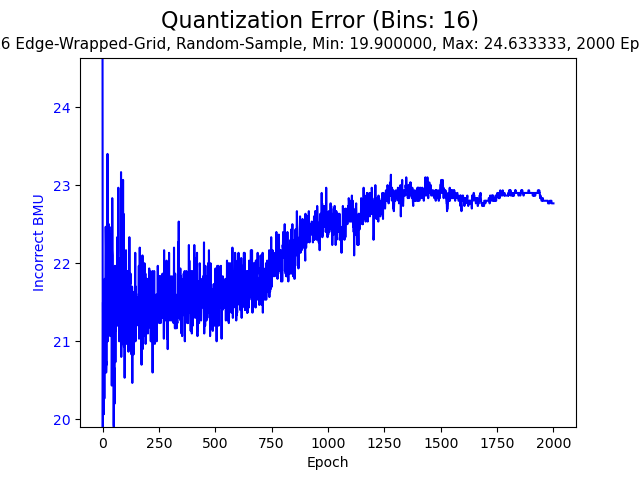 Quantization Error (Bins: 16)
6 Edge-Wrapped-Grid, Random-Sample, Min: 19.900000, Max: 24.633333, 2000 Ep
24
23
22
21
20
Incorrect BMU
0 250 500 750 1000 1250 1500 1750 2000
Epoch